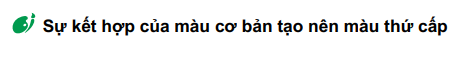 Sự kết hợp của màu cơ bản tạo nên màu thứ cấp